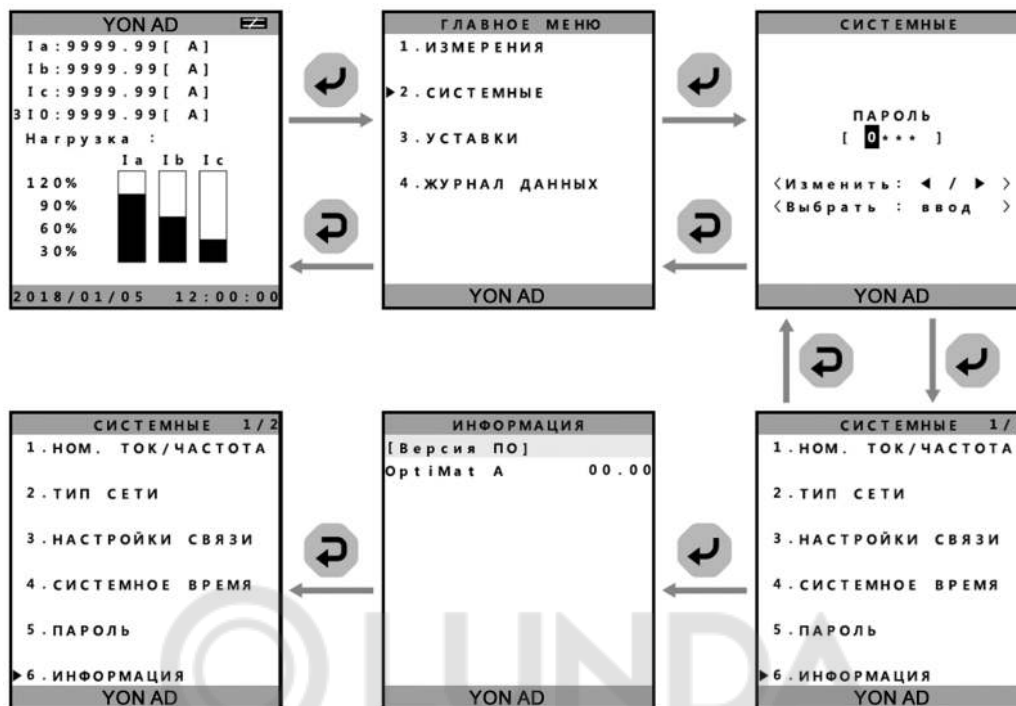 YON AD
Ia:9999.99[ A]
Ib:9999.99[ A]
Ic:9999.99[ A]
3I0:9999.99[ A]
Нагрузка :
Ia Ib Ic
120%
90%
60%
30%
2018/01/05 12:00:00
ГЛАВНОЕ МЕНЮ
1.ИЗМЕРЕНИЯ
▶2.СИСТЕМНЫЕ
3.УСТАВКИ
4.ЖУРНАЛ ДАННЫХ
YON AD
СИСТЕМНЫЕ
ПАРОЛЬ
[ 0*** ]
<Изменить: ◀ / ▶ >
<Выбрать : ввод >
YON AD
СИСТЕМНЫЕ 1/2
1.НОМ. ТОК/ЧАСТОТА
2.ТИП СЕТИ
3.НАСТРОЙКИ СВЯЗИ
4.СИСТЕМНОЕ ВРЕМЯ
5.ПАРОЛЬ
▶6.ИНФОРМАЦИЯ
YON AD
ИНФОРМАЦИЯ
[Версия ПО]
OptiMat A 00.00
YON AD
СИСТЕМНЫЕ 1/
1.НОМ. ТОК/ЧАСТОТА
2.ТИП СЕТИ
3.НАСТРОЙКИ СВЯЗИ
4.СИСТЕМНОЕ ВРЕМЯ
5.ПАРОЛЬ
▶6.ИНФОРМАЦИЯ
YON AD
LUNDA